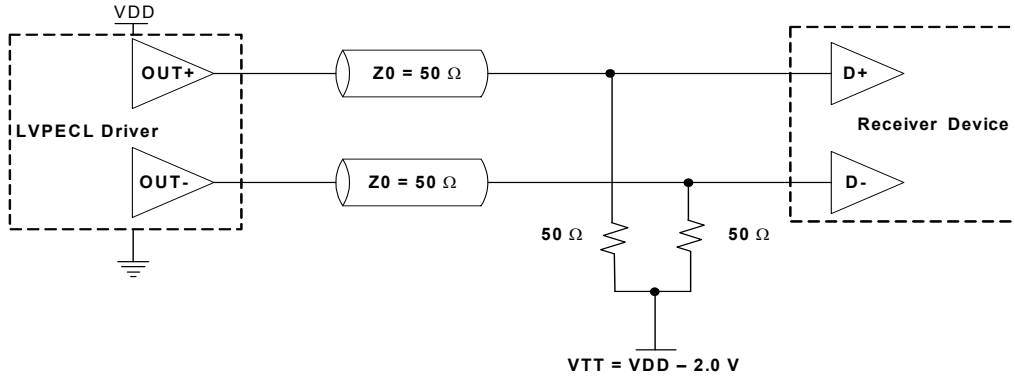 VDD
OUT+
Z0 = 50 Ω
D+
LVPECL Driver
Receiver Device
OUT-
Z0 = 50 Ω
D-
50 Ω
50 Ω
VTT = VDD – 2.0 V